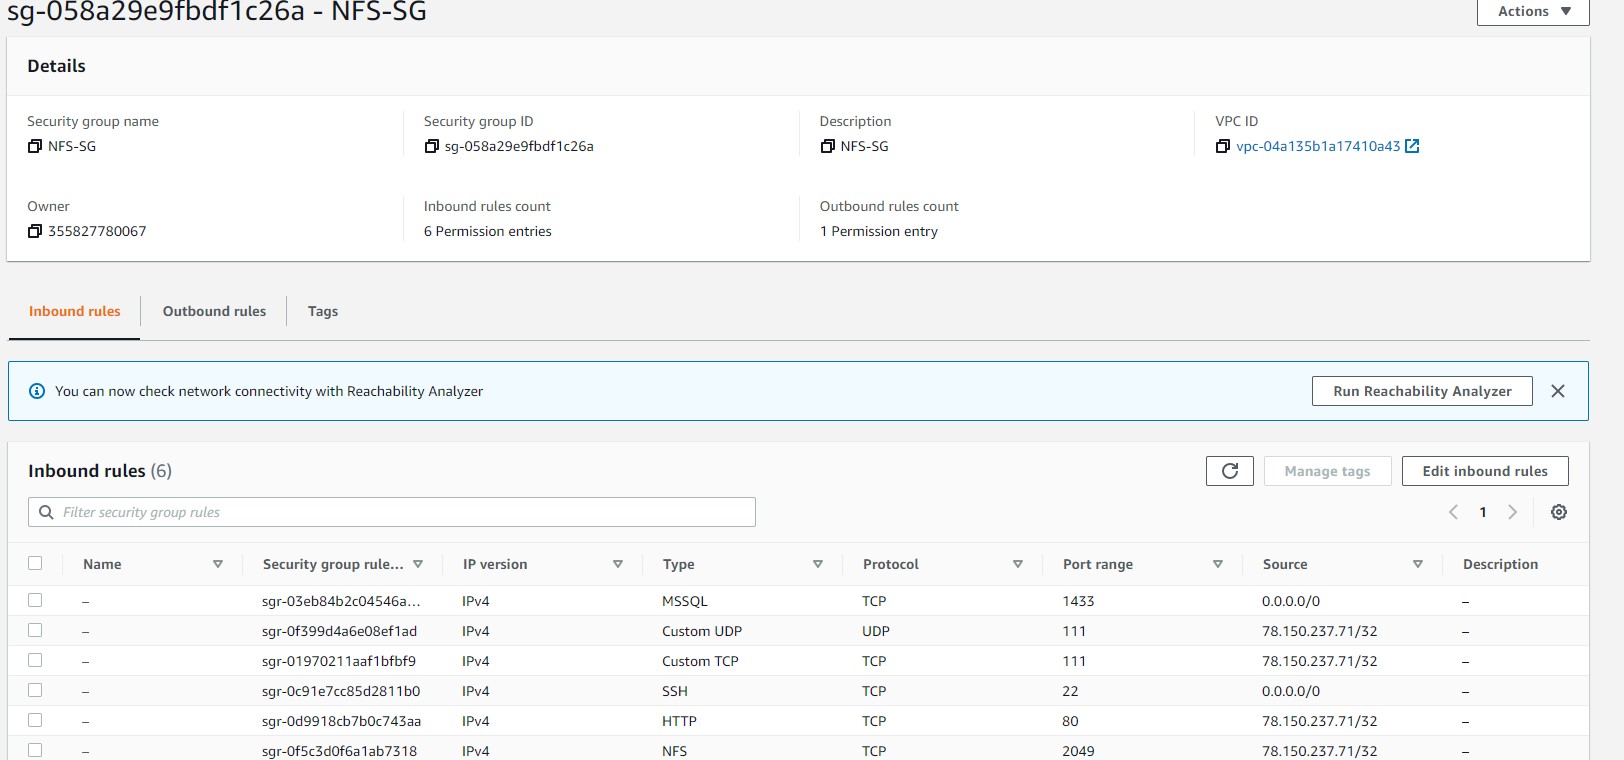 sg-058a29e9fbdf1c26a - NFS-SG
Actions
Details
Security group name
NFS-SG
Security group ID
sg-058a29e9fbdf1c26a
Description
NFS-SG
VPC ID
vpc-04a135b1a17410a43
Owner
355827780067
Inbound rules count
6 Permission entries
Outbound rules count
1 Permission entry
Inbound rules
Outbound rules
Tags
You can now check network connectivity with Reachability Analyzer
Run Reachability Analyzer
Inbound rules (6)
Manage tags
Edit inbound rules
Filter security group rules
1
Name Security group rule... IP version Type Protocol Port range Source Description
– sgr-03eb84b2c04546a... IPv4 MSSQL TCP 1433 0.0.0.0/0 –
– sgr-0f399d4a6e08ef1ad IPv4 Custom UDP UDP 111 78.150.237.71/32 –
– sgr-01970211aaf1bfbf9 IPv4 Custom TCP TCP 111 78.150.237.71/32 –
– sgr-0c91e7cc85d2811b0 IPv4 SSH TCP 22 0.0.0.0/0 –
– sgr-0d9918cb7b0c743aa IPv4 HTTP TCP 80 78.150.237.71/32 –
– sgr-0f5c3d0f6a1ab7318 IPv4 NFS TCP 2049 78.150.237.71/32 –